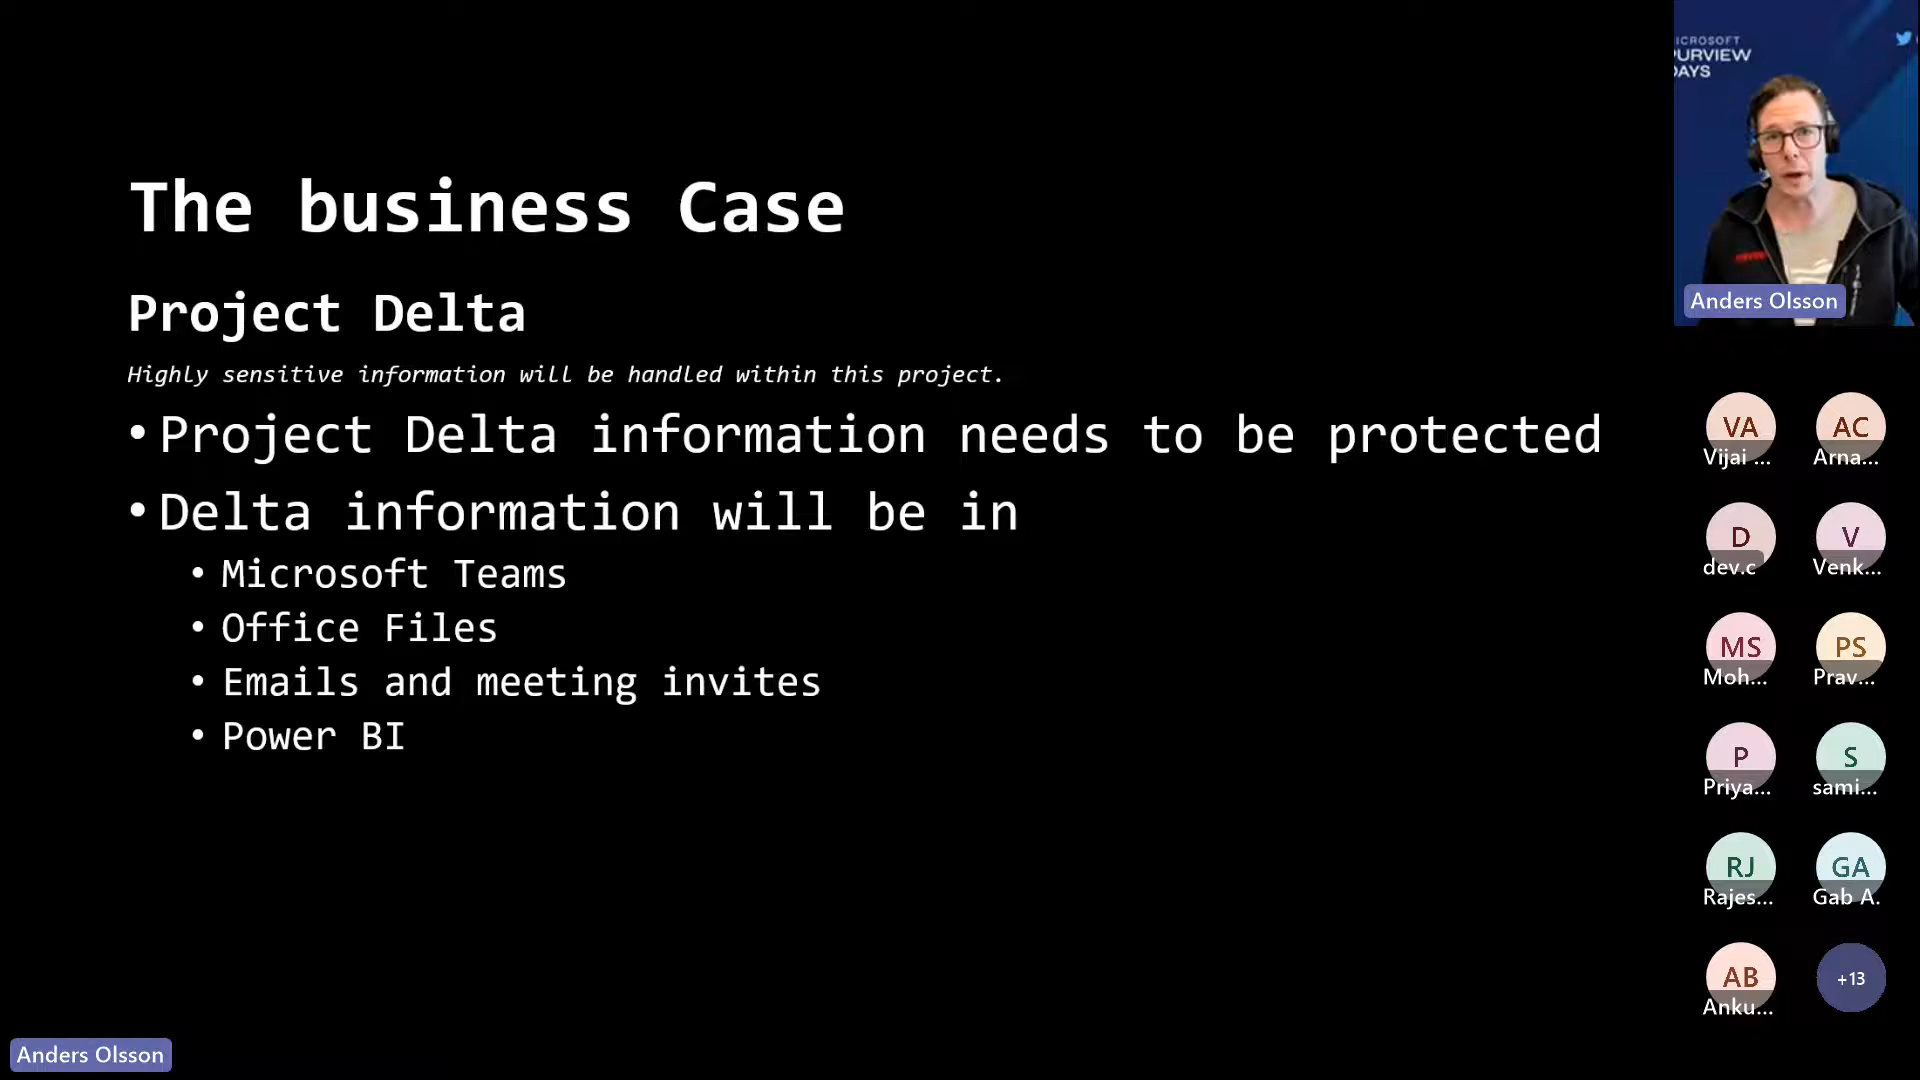 The business Case
Project Delta
Highly sensitive information will be handled within this project.
•Project Delta information needs to be protected
•Delta information will be in
• Microsoft Teams
• Office Files
• Emails and meeting invites
• Power BI
ICROSOFT
PURVIEW
DAYS
Anders Olsson
VA
Vijai ...
AC
Arna...
D
dev.c
V
Venk...
MS
Moh...
PS
Prav...
P
Priya...
S
sami...
RJ
Rajes...
GA
Gab A.
AB
Anku...
+13
Anders Olsson